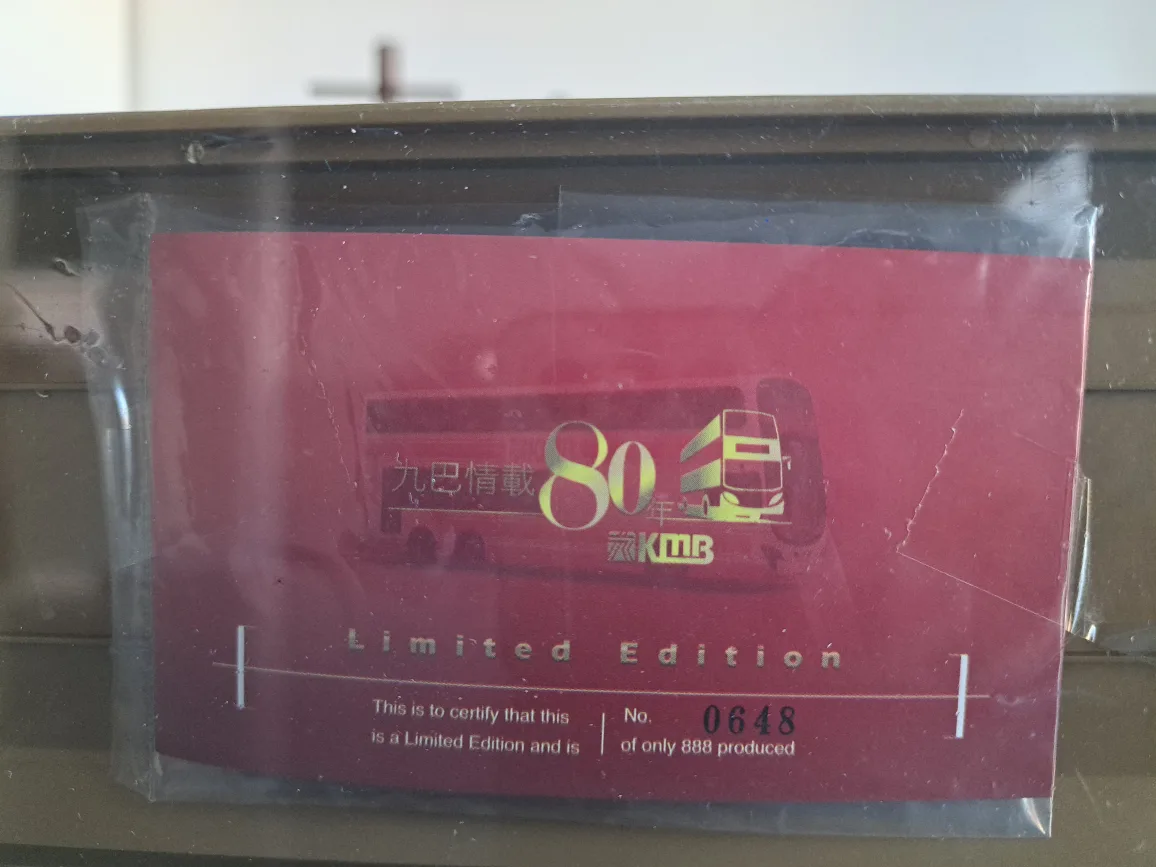 九巴情載80年
KMB
Limited Edition
This is to certify that this
is a Limited Edition and is
No. 0648
of only 888 produced